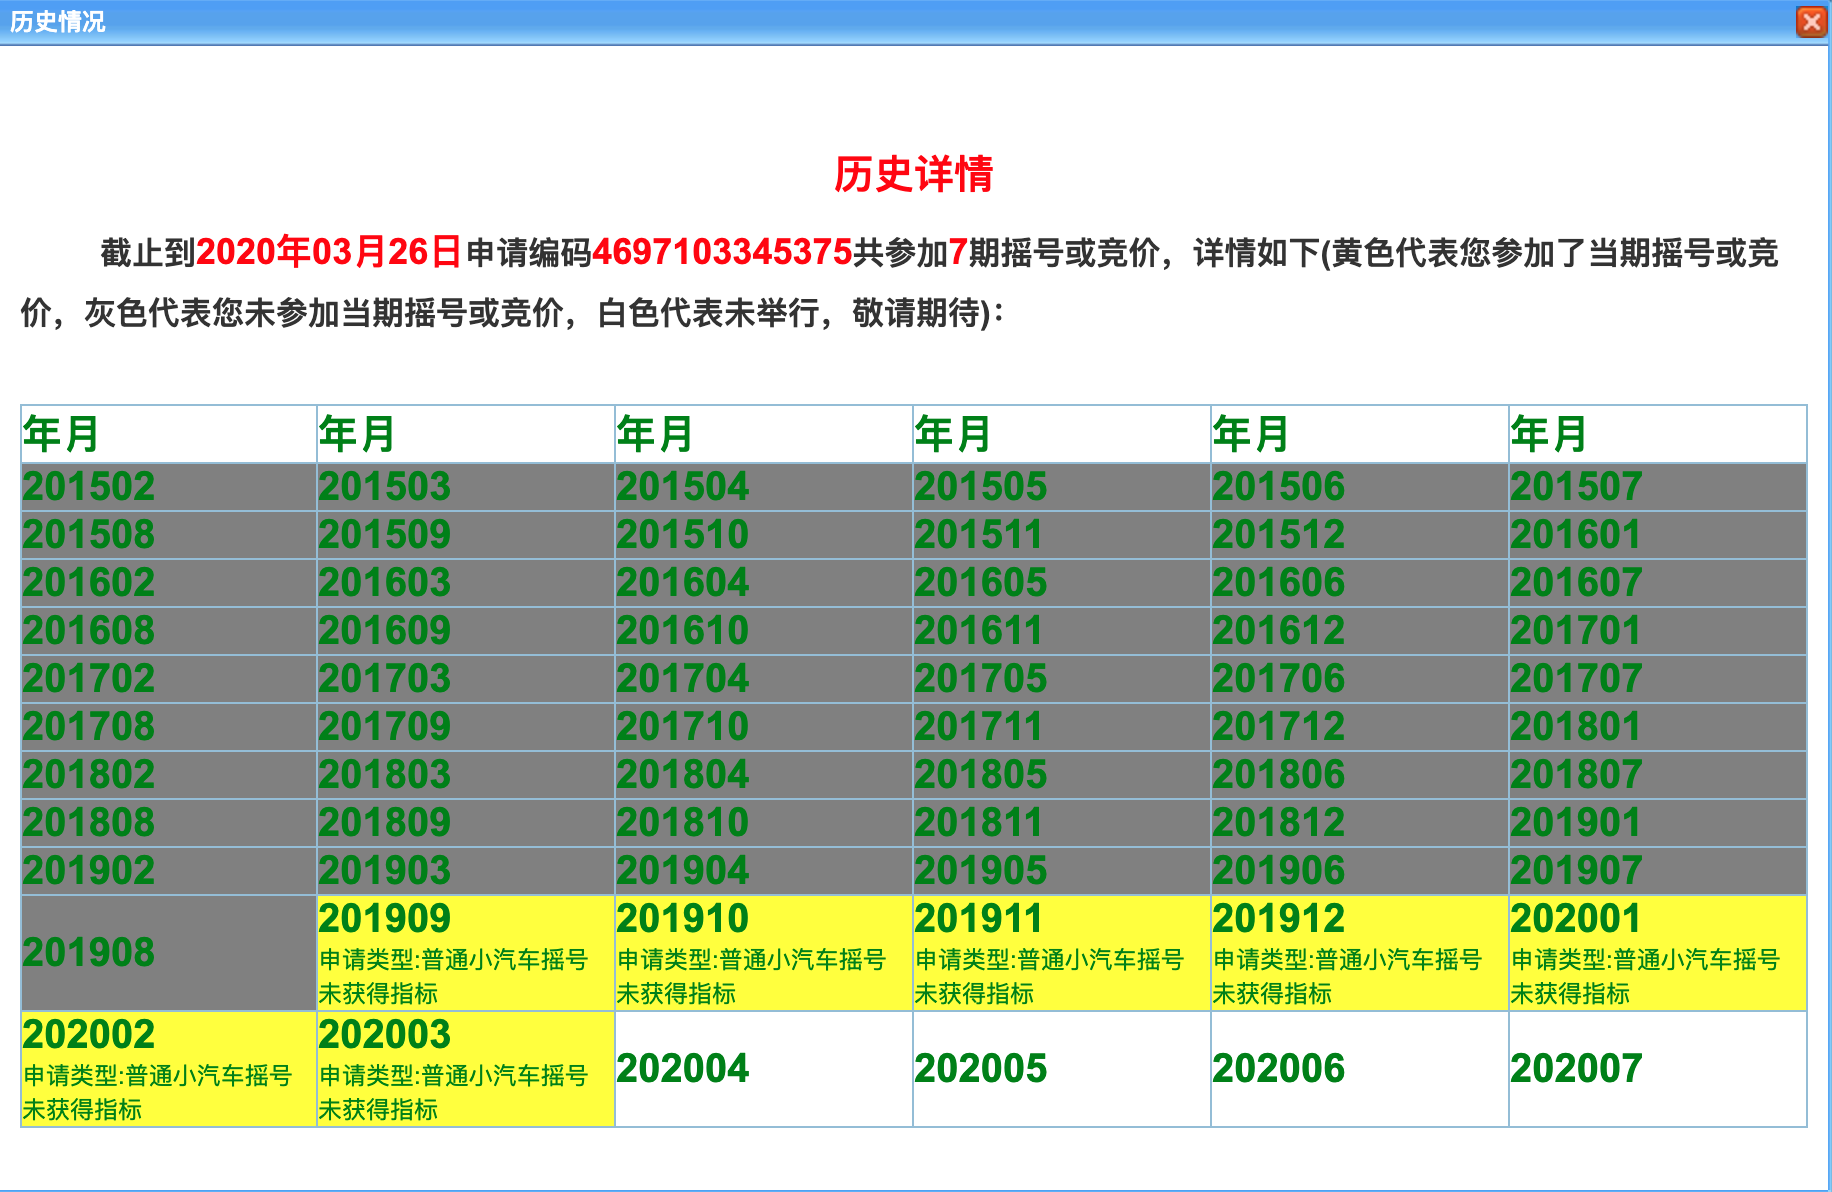 历史情况
历史详情
截止到2020年03月26日申请编码4697103345375共参加7期摇号或竞价，详情如下(黄色代表您参加了当期摇号或竞
价，灰色代表您未参加当期摇号或竞价，白色代表未举行，敬请期待)：
年月 年月 年月 年月 年月 年月
201502 201503 201504 201505 201506 201507
201508 201509 201510 201511 201512 201601
201602 201603 201604 201605 201606 201607
201608 201609 201610 201611 201612 201701
201702 201703 201704 201705 201706 201707
201708 201709 201710 201711 201712 201801
201802 201803 201804 201805 201806 201807
201808 201809 201810 201811 201812 201901
201902 201903 201904 201905 201906 201907
201908 201909 201910 201911 201912 202001
申请类型:普通小汽车摇号 申请类型:普通小汽车摇号 申请类型:普通小汽车摇号 申请类型:普通小汽车摇号 申请类型:普通小汽车摇号
未获得指标 未获得指标 未获得指标 未获得指标 未获得指标
202002 202003 202004 202005 202006 202007
申请类型:普通小汽车摇号 申请类型:普通小汽车摇号
未获得指标 未获得指标